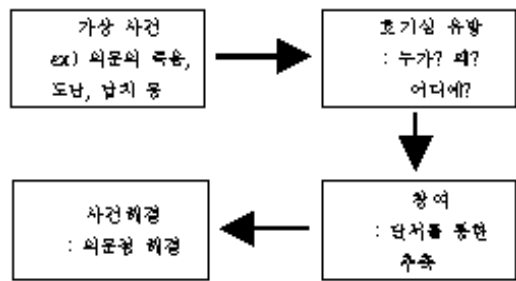 가상 사건
ex) 의문의 죽음,
도난, 납치 등
호기심 유발
: 누가? 왜?
어디에?
참여
: 단서를 통한
추측
사건해결
: 의문점 해결